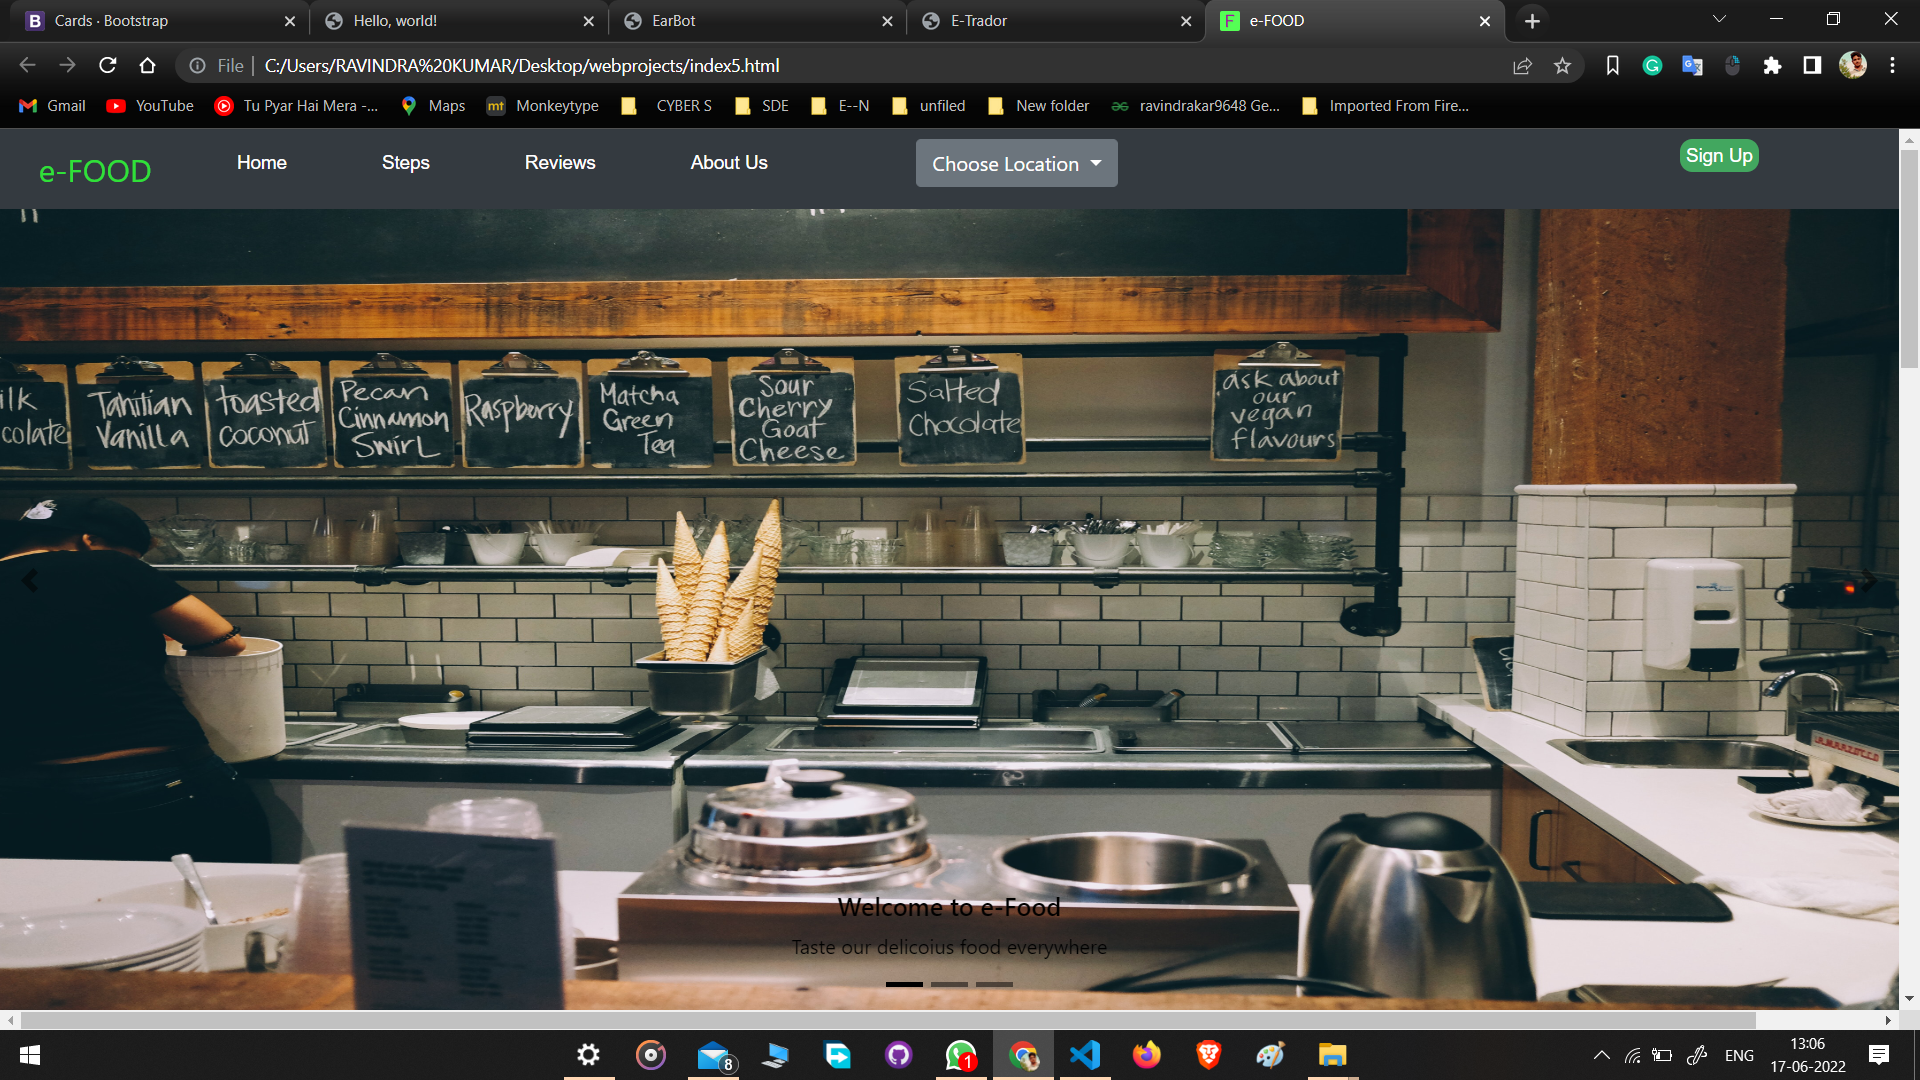 Cards · Bootstrap
Hello, world!
EarBot
E-Trador
e-FOOD
File
C:/Users/RAVINDRA%20KUMAR/Desktop/webprojects/index5.html
Gmail
YouTube
Tu Pyar Hai Mera -...
Maps
Monkeytype
CYBER S
SDE
E--N
unfiled
New folder
ravindrakar9648 Ge...
Imported From Fire...
e-FOOD
Home
Steps
Reviews
About Us
Choose Location
Sign Up
ilk
colate
Tahitian
Vanilla
toasted
coconut
Pecan
Cinnamon
Swirl
Raspberry
Matcha
Green
Tea
Sour
Cherry
Goat
Cheese
Salted
Chocolate
ask about
our
vegan
flavours
Welcome to e-Food
Taste our delicoius food everywhere
8
1
ENG
13:06
17-06-2022